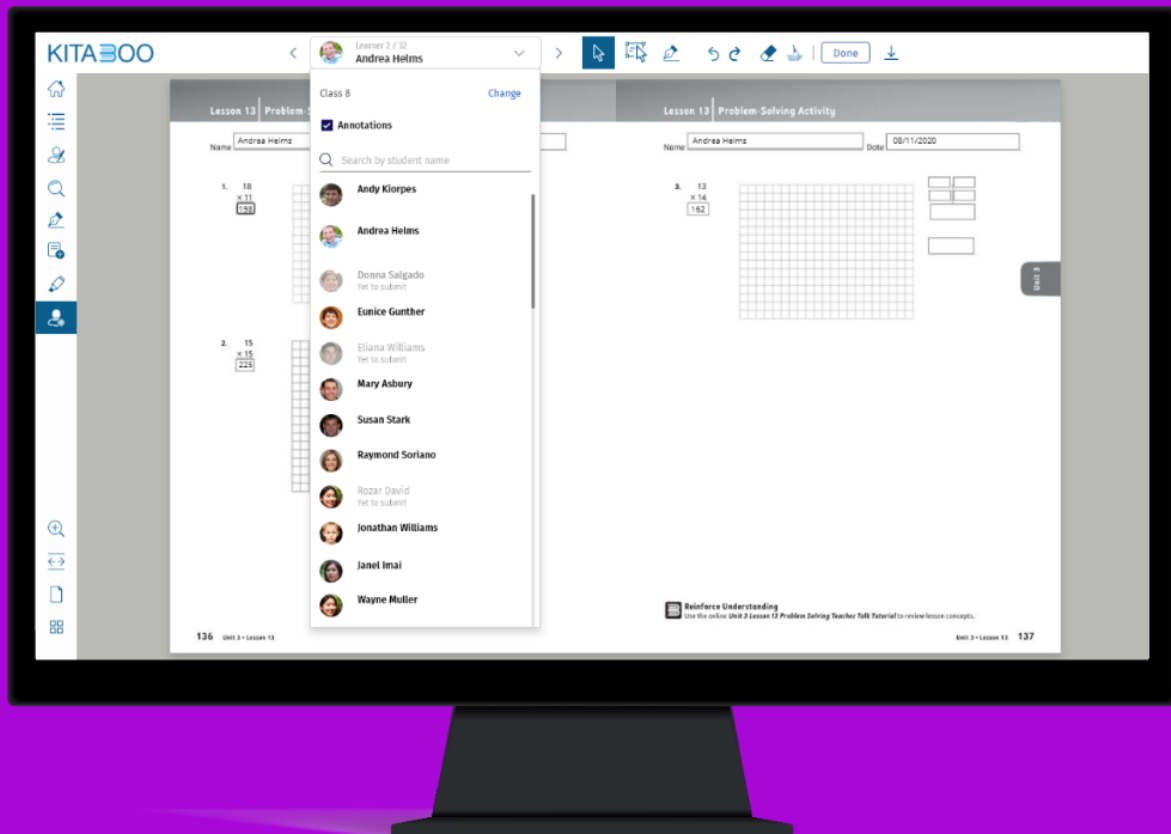 KITABOO
Learner 2 / 32
Andrea Helms
Done
Class 8
Change
Annotations
Search by student name
Andy Kiorpes
Andrea Helms
Donna Salgado
Yet to submit
Eunice Gunther
Eliana Williams
Yet to submit
Mary Asbury
Susan Stark
Raymond Soriano
Rozar David
Yet to submit
Jonathan Williams
Janel Imai
Wayne Muller
Lesson 13 Problem-S
Name Andrea Helms
1. 18
× 11
198
2. 15
× 15
225
136 Unit 3 • Lesson 13
Lesson 13 Problem-Solving Activity
Name Andrea Helms Date 08/11/2020
3. 13
× 14
162
Unit 3
Reinforce Understanding
Use the online Unit 3 Lesson 13 Problem Solving Teacher Talk Tutorial to review lesson concepts.
Unit 3 • Lesson 13 137